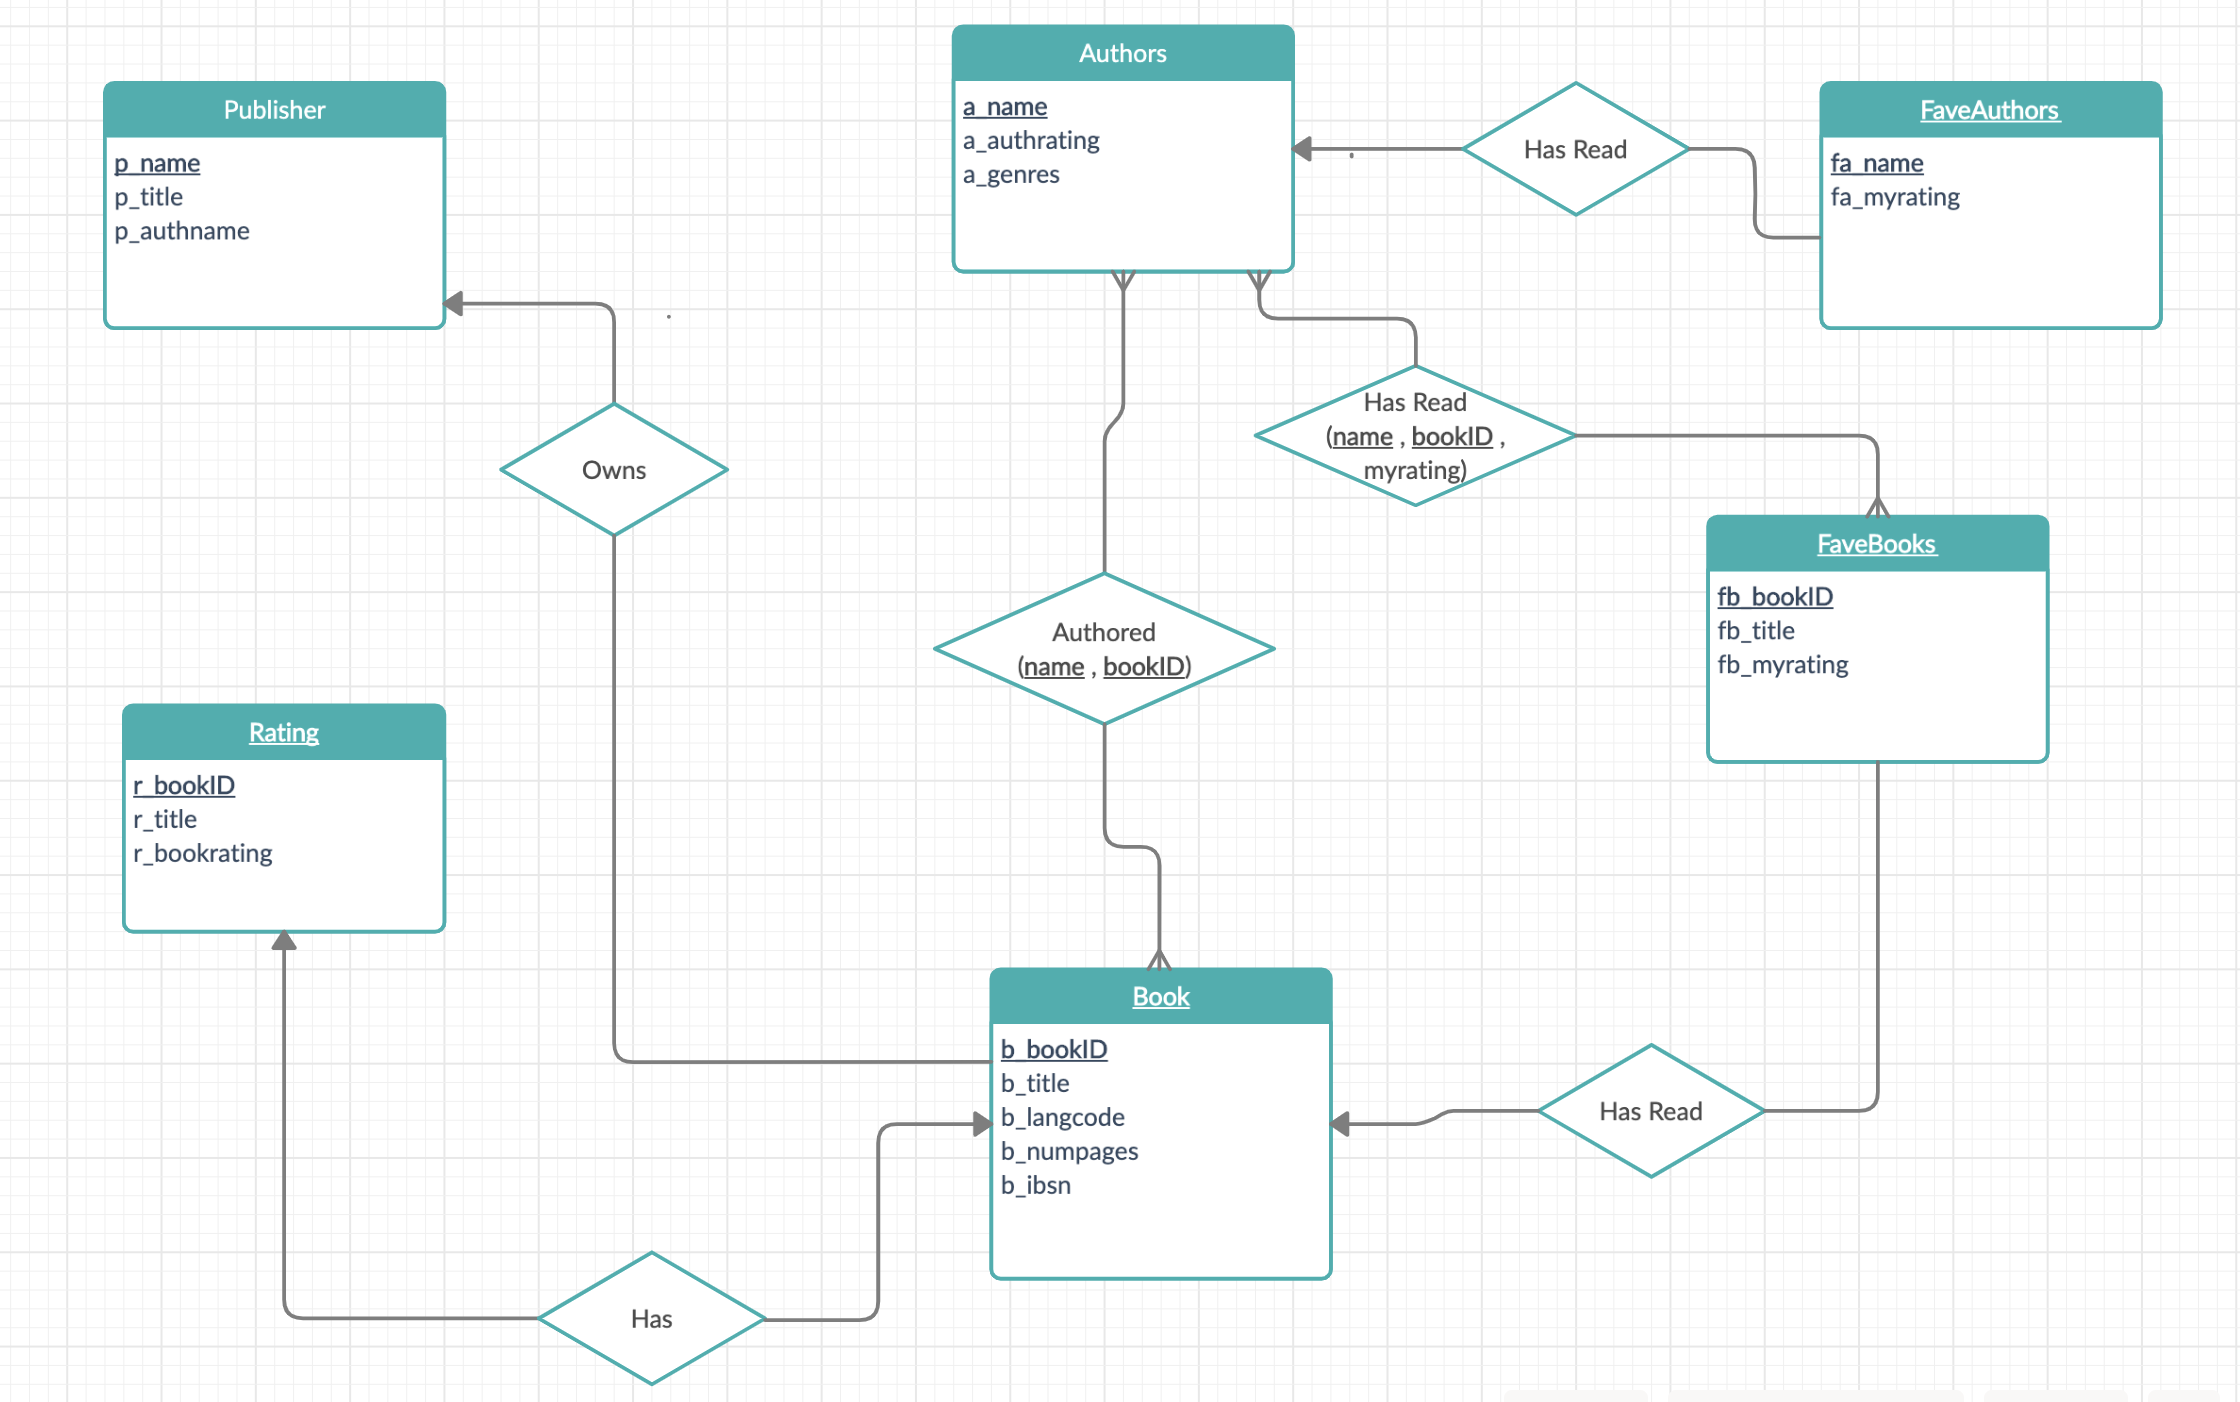 Publisher
p_name
p_title
p_authname
Authors
a_name
a_authrating
a_genres
Has Read
FaveAuthors
fa_name
fa_myrating
Owns
Has Read
(name , bookID ,
myrating)
FaveBooks
fb_bookID
fb_title
fb_myrating
Authored
(name , bookID)
Rating
r_bookID
r_title
r_bookrating
Book
b_bookID
b_title
b_langcode
b_numpages
b_ibsn
Has Read
Has